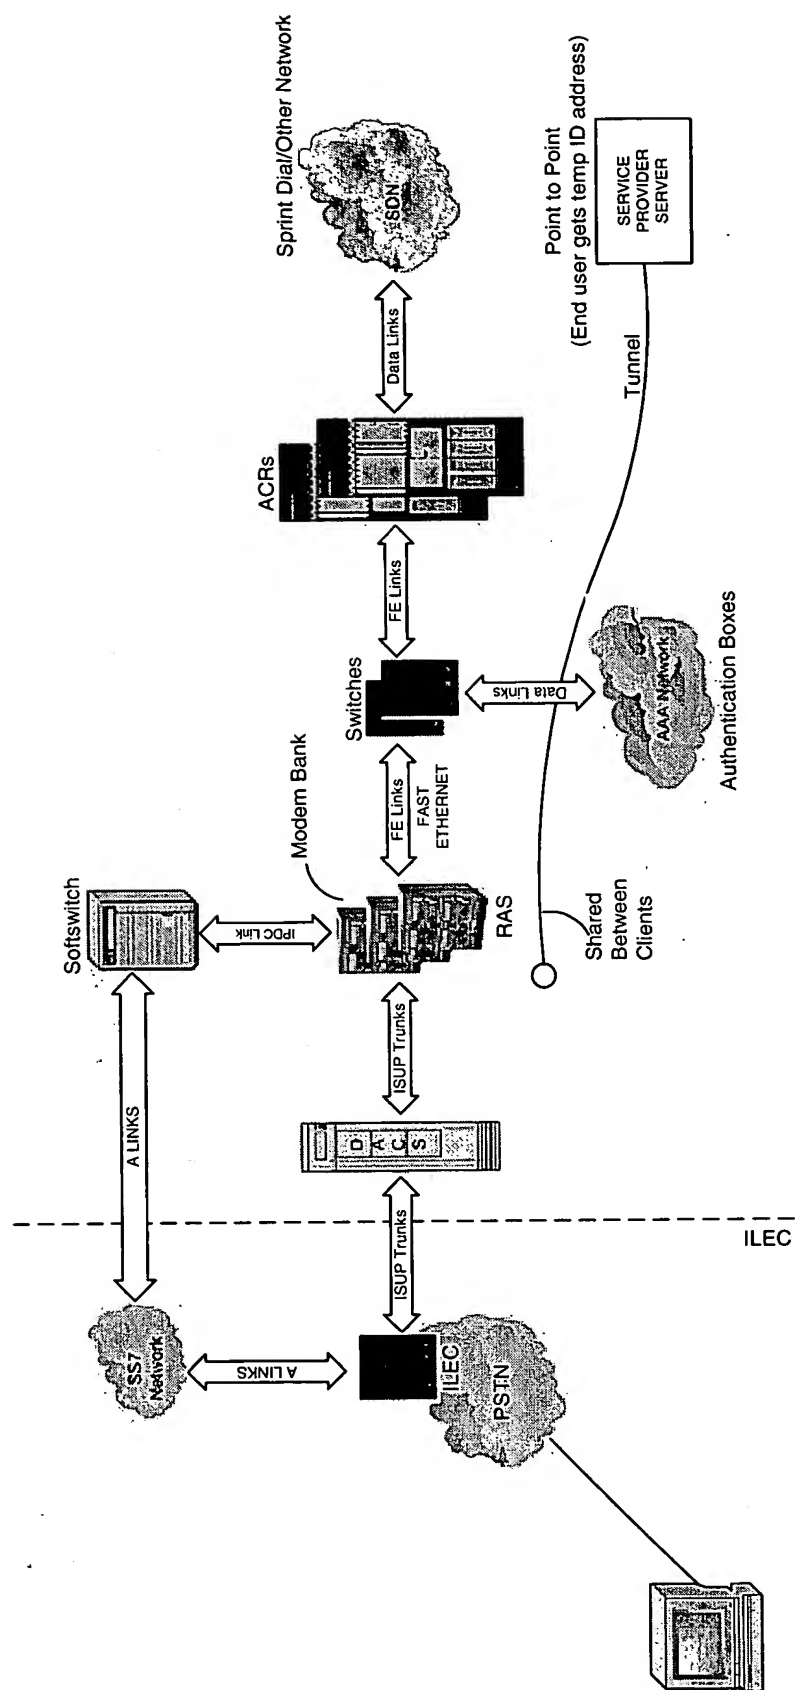 Sprint Dial/Other Network
SDN
Data Links
ACRs
FE Links
Switches
Data Links
AAA Network
Authentication Boxes
Point to Point
(End user gets temp ID address)
SERVICE
PROVIDER
SERVER
Tunnel
Modem Bank
FE Links
FAST
ETHERNET
Softswitch
IPDC Link
RAS
Shared
Between
Clients
A LINKS
ISUP Trunks
D
A
C
S
ISUP Trunks
ILEC
SS7
Network
A LINKS
ILEC
PSTN